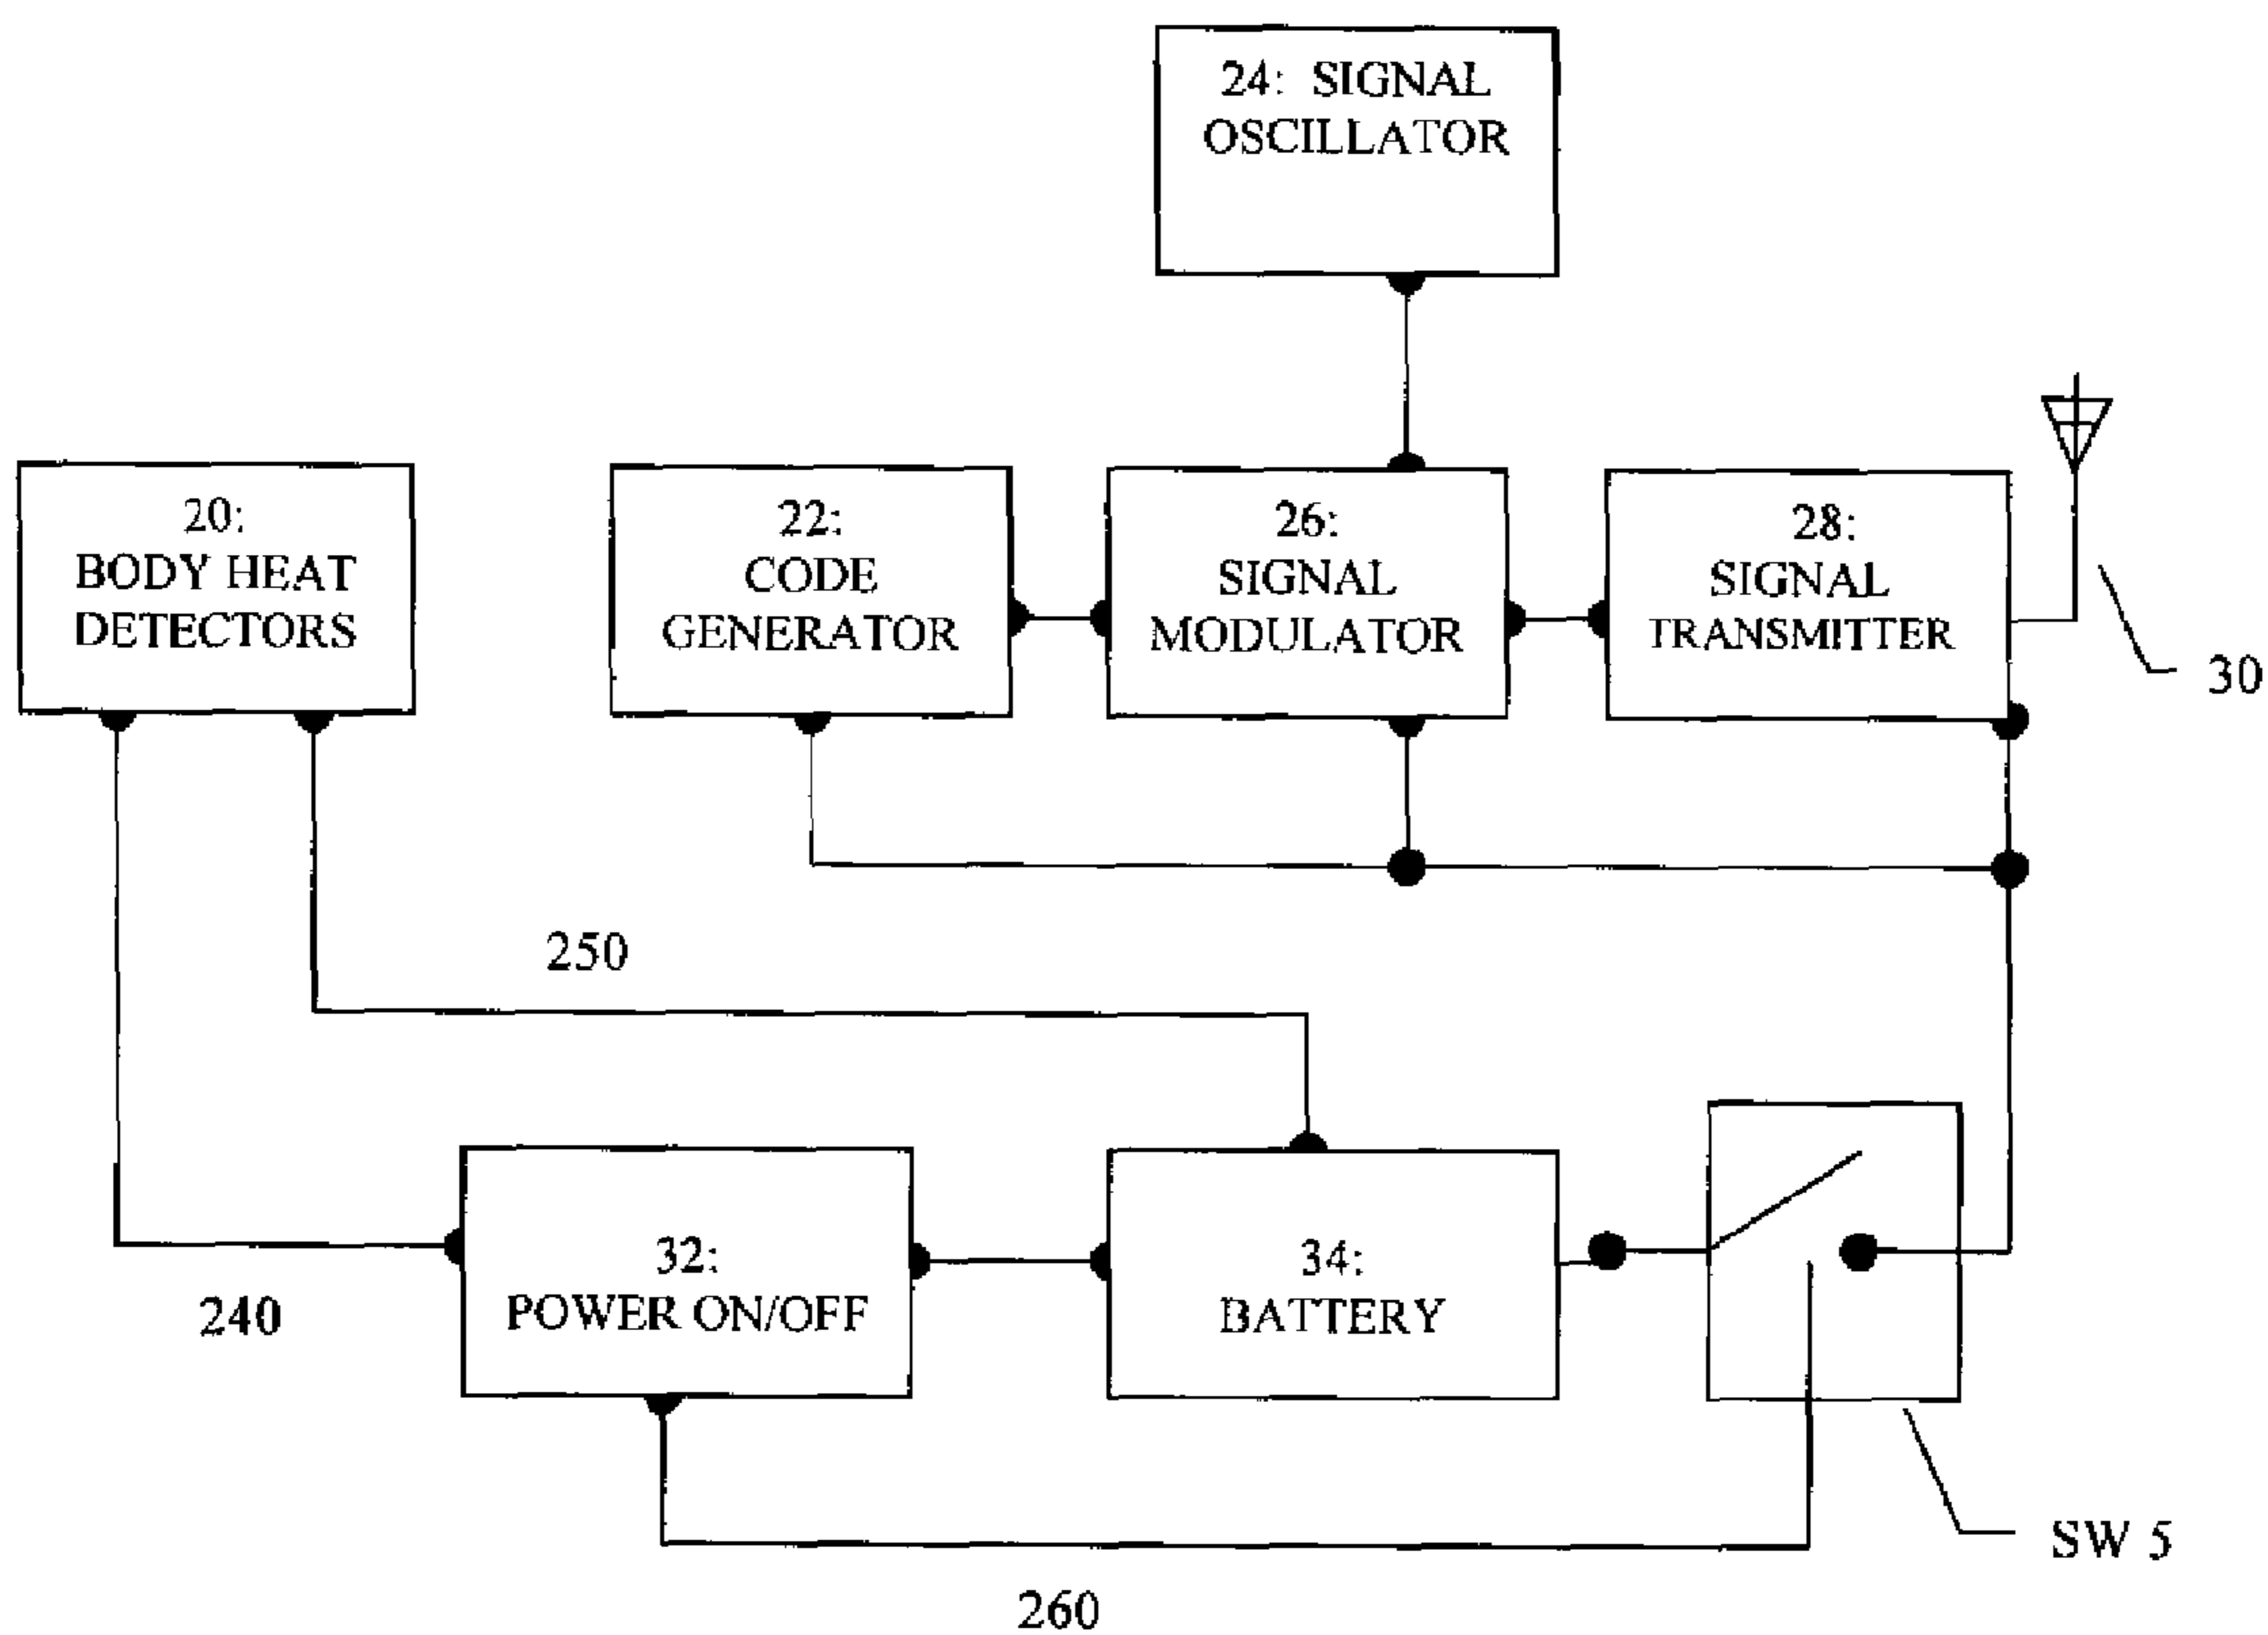 24: SIGNAL
OSCILLATOR
20:
BODY HEAT
DETECTORS
22:
CODE
GENERATOR
26:
SIGNAL
MODULATOR
28:
SIGNAL
TRANSMITTER
30
250
240
32:
POWER ON/OFF
34:
BATTERY
SW 5
260